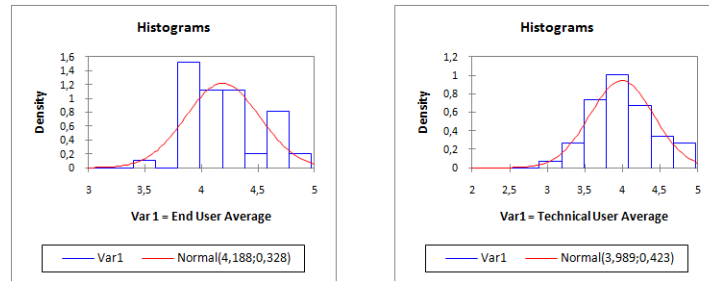 Histograms
1,6
1,4
1,2
1
0,8
0,6
0,4
0,2
0
Density
3 3,5 4 4,5 5
Var 1 = End User Average
Var1 Normal(4,188;0,328)
Histograms
1,2
1
0,8
0,6
0,4
0,2
0
Density
2 2,5 3 3,5 4 4,5 5
Var1 = Technical User Average
Var1 Normal(3,989;0,423)